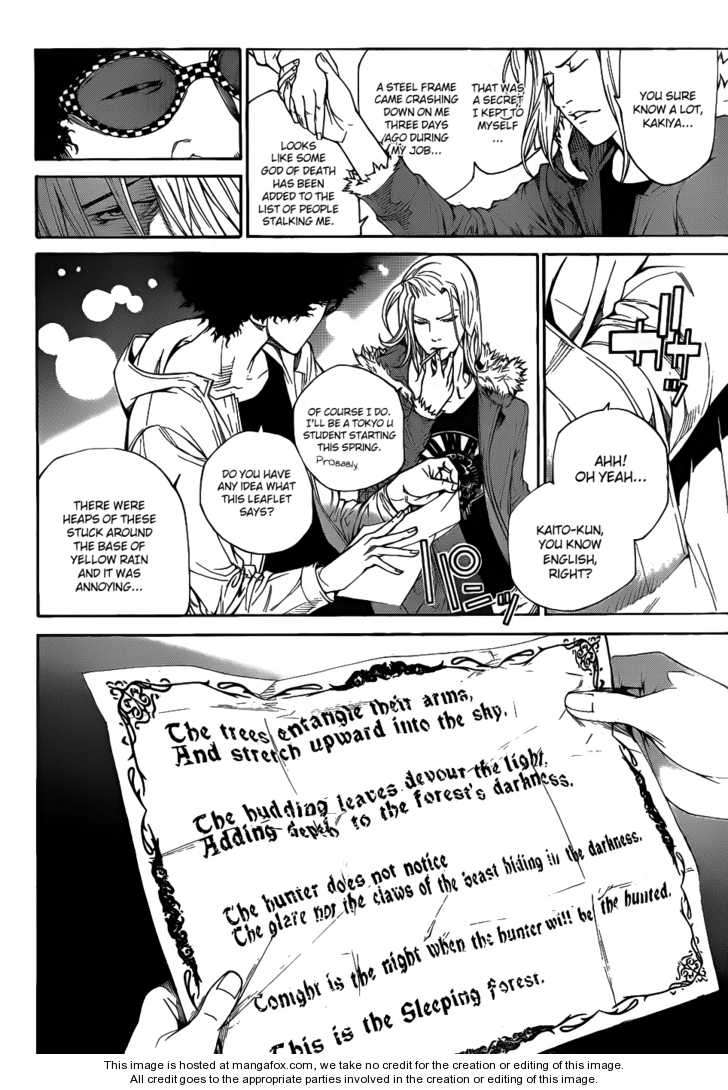 YOU SURE
KNOW A LOT,
KAKIYA...
THAT WAS
A SECRET
I KEPT TO
MYSELF
...
A STEEL FRAME
CAME CRASHING
DOWN ON ME
THREE DAYS
AGO DURING
MY JOB...
LOOKS
LIKE SOME
GOD OF DEATH
HAS BEEN
ADDED TO THE
LIST OF PEOPLE
STALKING ME.
AHH!
OH YEAH...
KAITO-KUN,
YOU KNOW
ENGLISH,
RIGHT?
OF COURSE I DO.
I'LL BE A TOKYO U
STUDENT STARTING
THIS SPRING.
Probably
DO YOU HAVE
ANY IDEA WHAT
THIS LEAFLET
SAYS?
THERE WERE
HEAPS OF THESE
STUCK AROUND
THE BASE OF
YELLOW RAIN
AND IT WAS
ANNOYING...
The trees entangle their arms,
And stretch upward into the sky.
The budding leaves devour the light,
Adding depth to the forest's darkness.
The hunter does not notice
The glare nor the claws of the beast hiding in the darkness.
Tonight is the night when the hunter will be the hunted.
This is the Sleeping Forest.
This image is hosted at mangafox.com, we take no credit for the creation or editing of this image.
All credit goes to the appropriate parties involved in the creation or editing of this image.